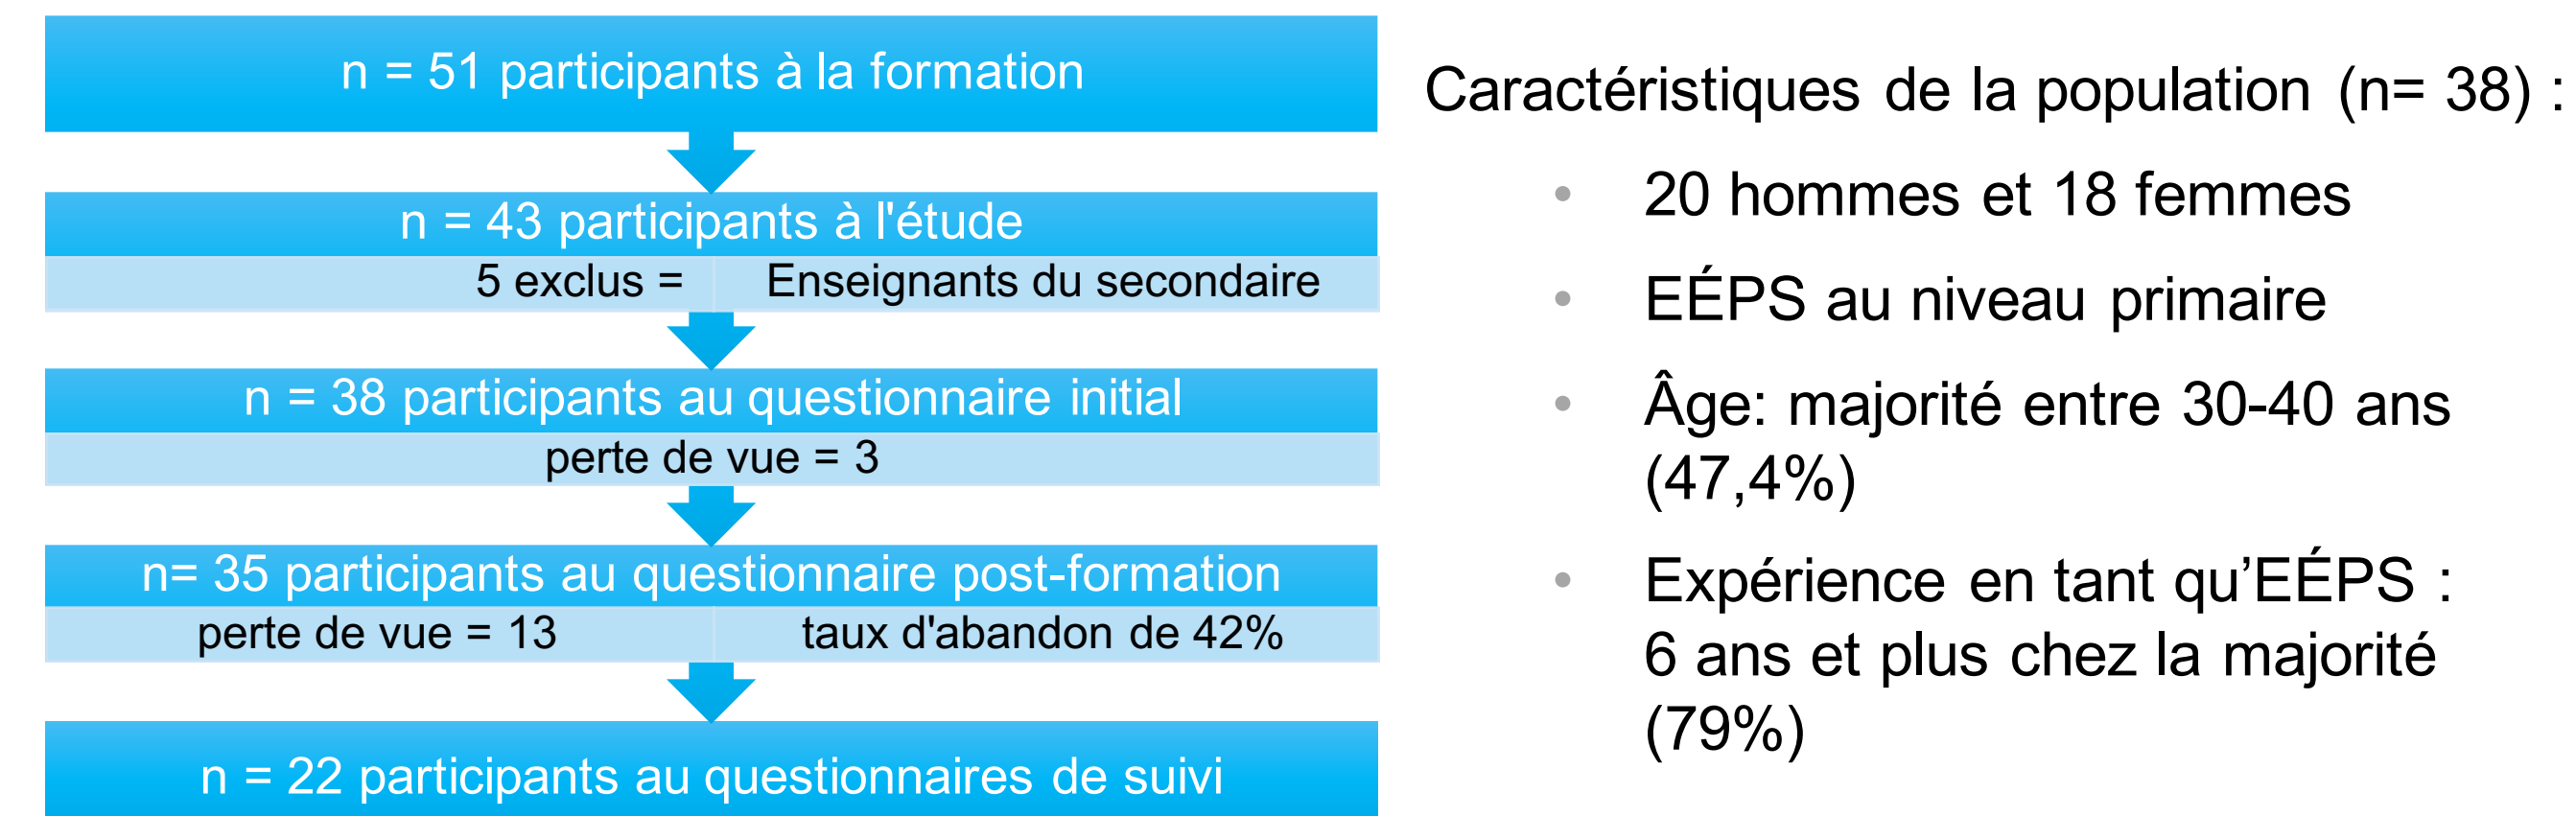 n = 51 participants à la formation
n = 43 participants à l'étude
5 exclus = Enseignants du secondaire
n = 38 participants au questionnaire initial
perte de vue = 3
n= 35 participants au questionnaire post-formation
perte de vue = 13 taux d'abandon de 42%
n = 22 participants au questionnaires de suivi
Caractéristiques de la population (n= 38) :
• 20 hommes et 18 femmes
• EÉPS au niveau primaire
• Âge: majorité entre 30-40 ans
(47,4%)
• Expérience en tant qu’EÉPS :
6 ans et plus chez la majorité
(79%)